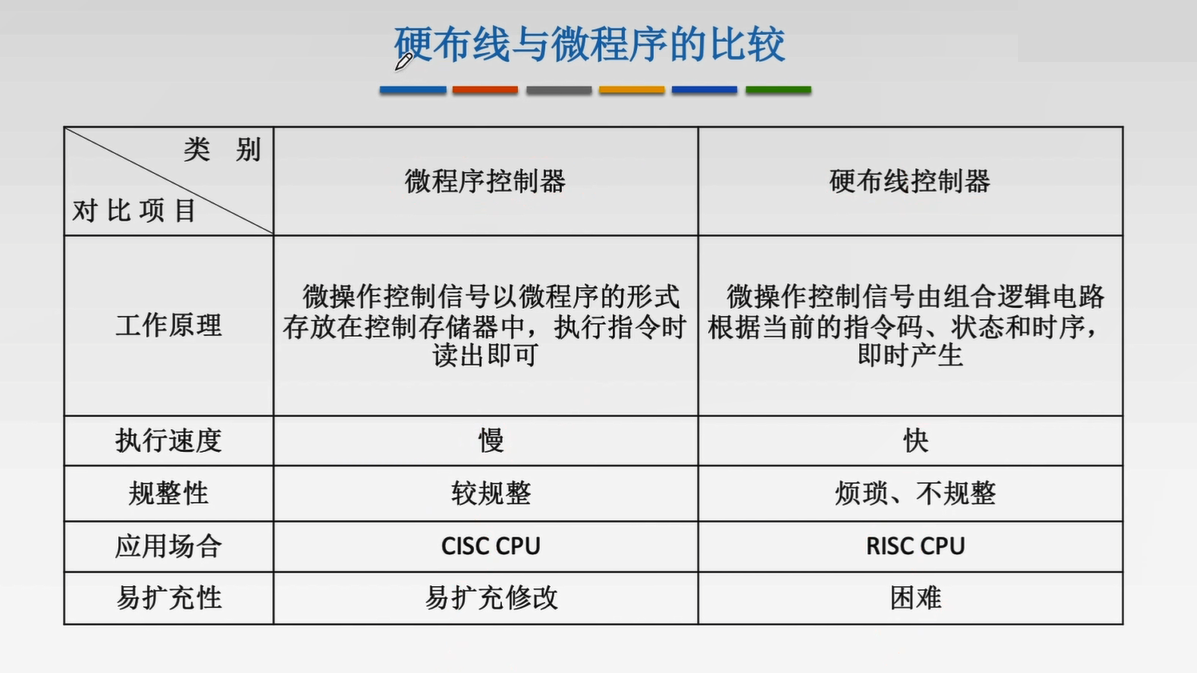 硬布线与微程序的比较
类 别
对比项目
微程序控制器
硬布线控制器
工作原理
微操作控制信号以微程序的形式
存放在控制存储器中，执行指令时
读出即可
微操作控制信号由组合逻辑电路
根据当前的指令码、状态和时序，
即时产生
执行速度
慢
快
规整性
较规整
烦琐、不规整
应用场合
CISC CPU
RISC CPU
易扩充性
易扩充修改
困难